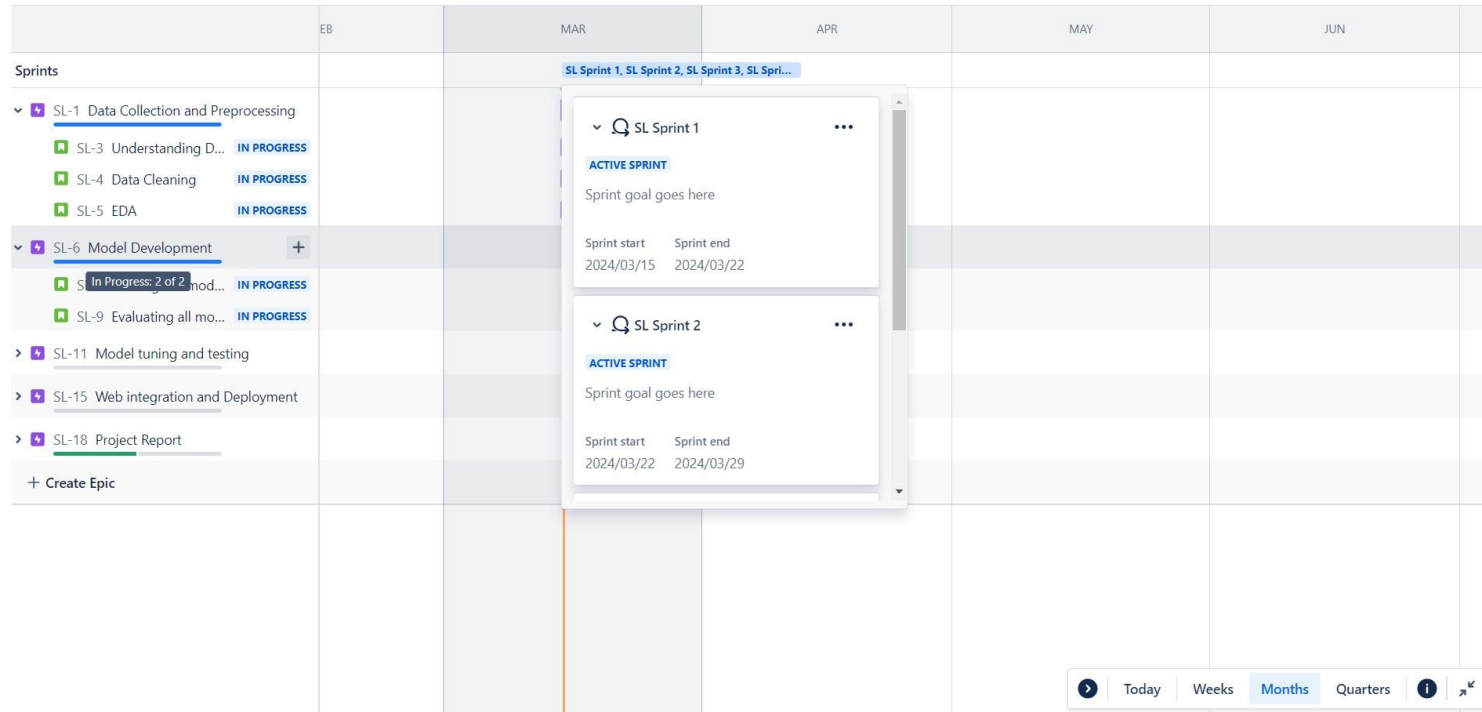 EB MAR APR MAY JUN
Sprints
SL Sprint 1, SL Sprint 2, SL Sprint 3, SL Spri...
SL-1 Data Collection and Preprocessing
SL-3 Understanding D... IN PROGRESS
SL-4 Data Cleaning IN PROGRESS
SL-5 EDA IN PROGRESS
SL-6 Model Development
In Progress: 2 of 2
mod... IN PROGRESS
SL-9 Evaluating all mo... IN PROGRESS
SL-11 Model tuning and testing
SL-15 Web integration and Deployment
SL-18 Project Report
+ Create Epic
SL Sprint 1
ACTIVE SPRINT
Sprint goal goes here
Sprint start Sprint end
2024/03/15 2024/03/22
SL Sprint 2
ACTIVE SPRINT
Sprint goal goes here
Sprint start Sprint end
2024/03/22 2024/03/29
Today Weeks Months Quarters